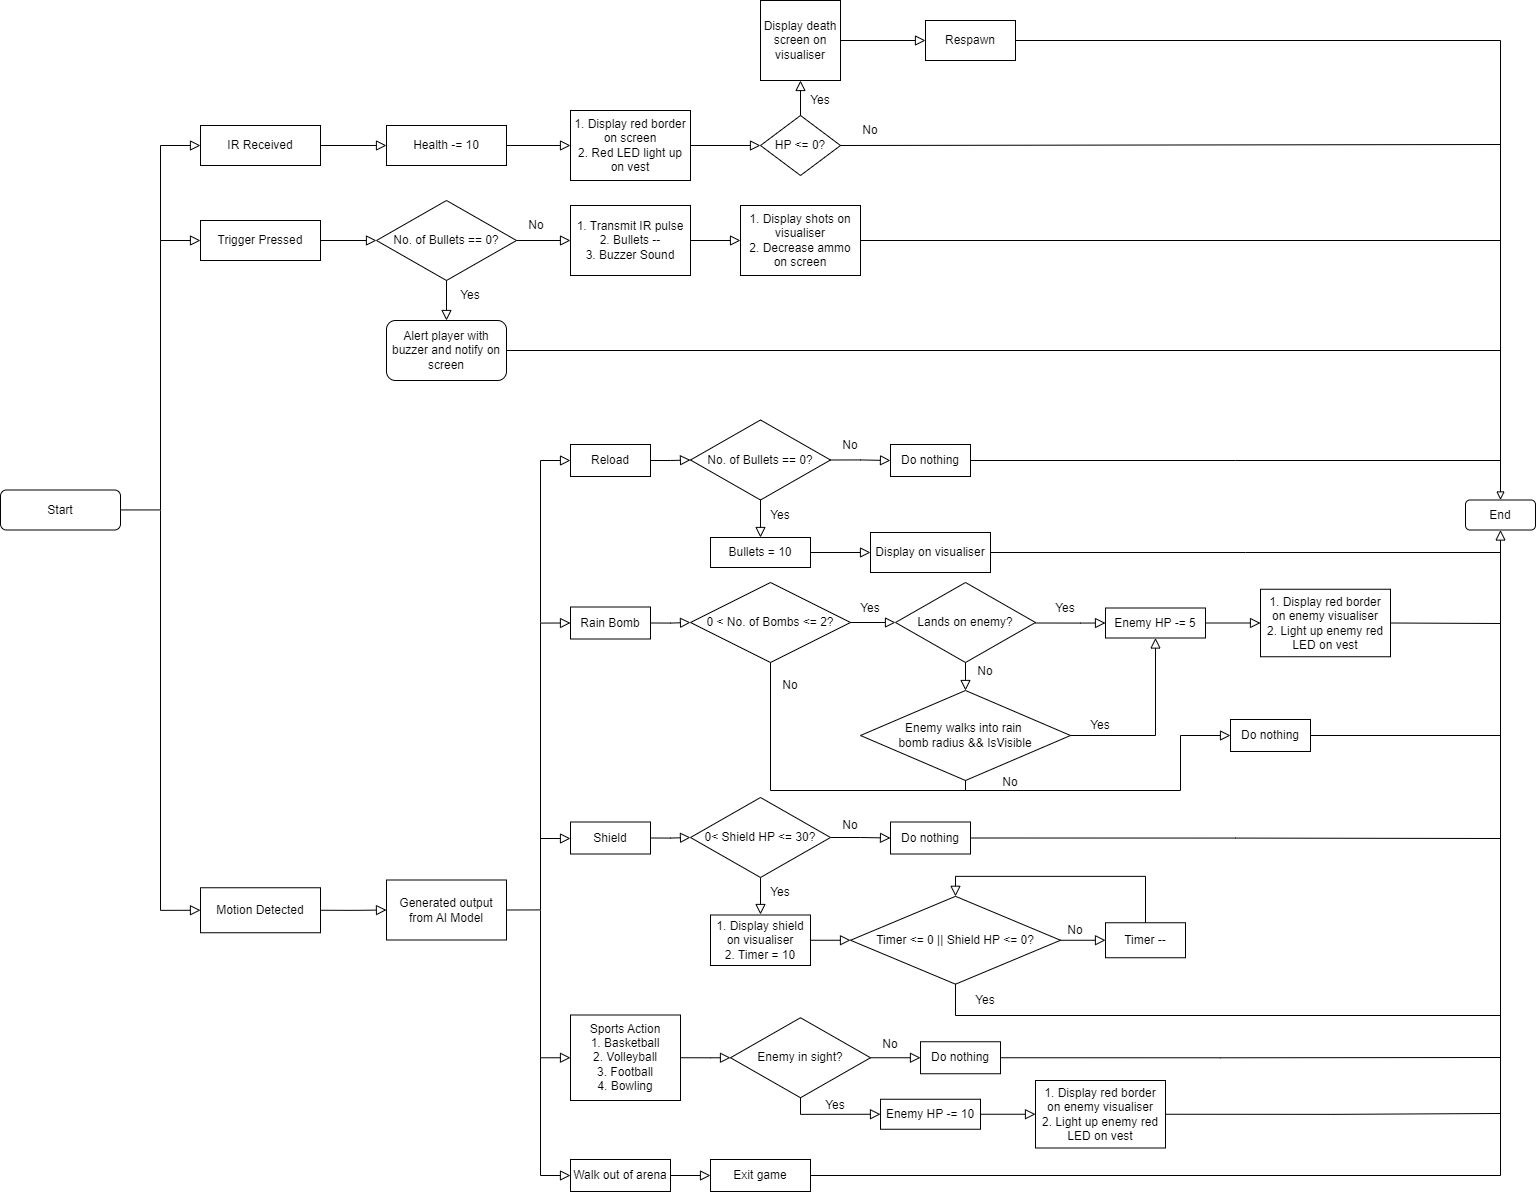 Display death
screen on
visualiser
Respawn
Yes
IR Received
Health -= 10
1. Display red border
on screen
2. Red LED light up
on vest
HP <= 0?
No
Trigger Pressed
No. of Bullets == 0?
No
1. Transmit IR pulse
2. Bullets --
3. Buzzer Sound
1. Display shots on
visualiser
2. Decrease ammo
on screen
Yes
Alert player with
buzzer and notify on
screen
Start
End
Reload
No. of Bullets == 0?
No
Do nothing
Yes
Bullets = 10
Display on visualiser
Rain Bomb
0 < No. of Bombs <= 2?
Yes
Lands on enemy?
Yes
Enemy HP -= 5
1. Display red border
on enemy visualiser
2. Light up enemy red
LED on vest
No
No
Enemy walks into rain
bomb radius && IsVisible
Yes
Do nothing
No
Shield
0< Shield HP <= 30?
No
Do nothing
Yes
Motion Detected
Generated output
from AI Model
1. Display shield
on visualiser
2. Timer = 10
Timer <= 0 || Shield HP <= 0?
No
Timer --
Yes
Sports Action
1. Basketball
2. Volleyball
3. Football
4. Bowling
Enemy in sight?
No
Do nothing
Yes
Enemy HP -= 10
1. Display red border
on enemy visualiser
2. Light up enemy red
LED on vest
Walk out of arena
Exit game